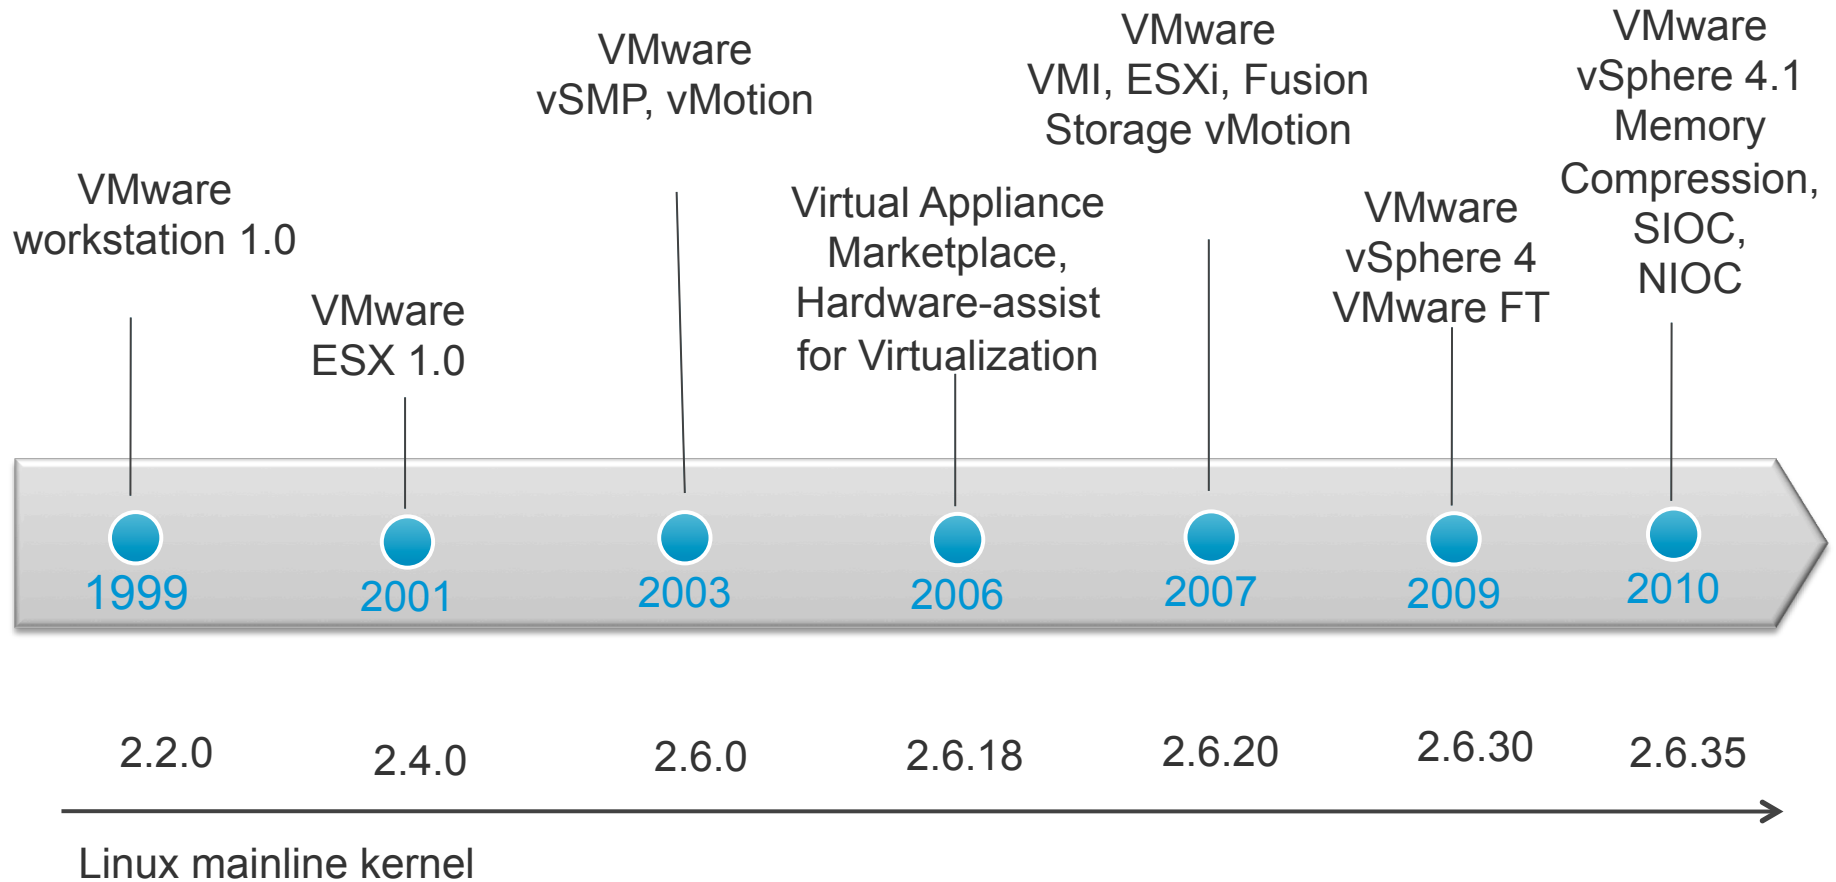 VMware
workstation 1.0
VMware
ESX 1.0
VMware
vSMP, vMotion
Virtual Appliance
Marketplace,
Hardware-assist
for Virtualization
VMware
VMI, ESXi, Fusion
Storage vMotion
VMware
vSphere 4
VMware FT
VMware
vSphere 4.1
Memory
Compression,
SIOC,
NIOC
1999
2001
2003
2006
2007
2009
2010
2.2.0
2.4.0
2.6.0
2.6.18
2.6.20
2.6.30
2.6.35
Linux mainline kernel